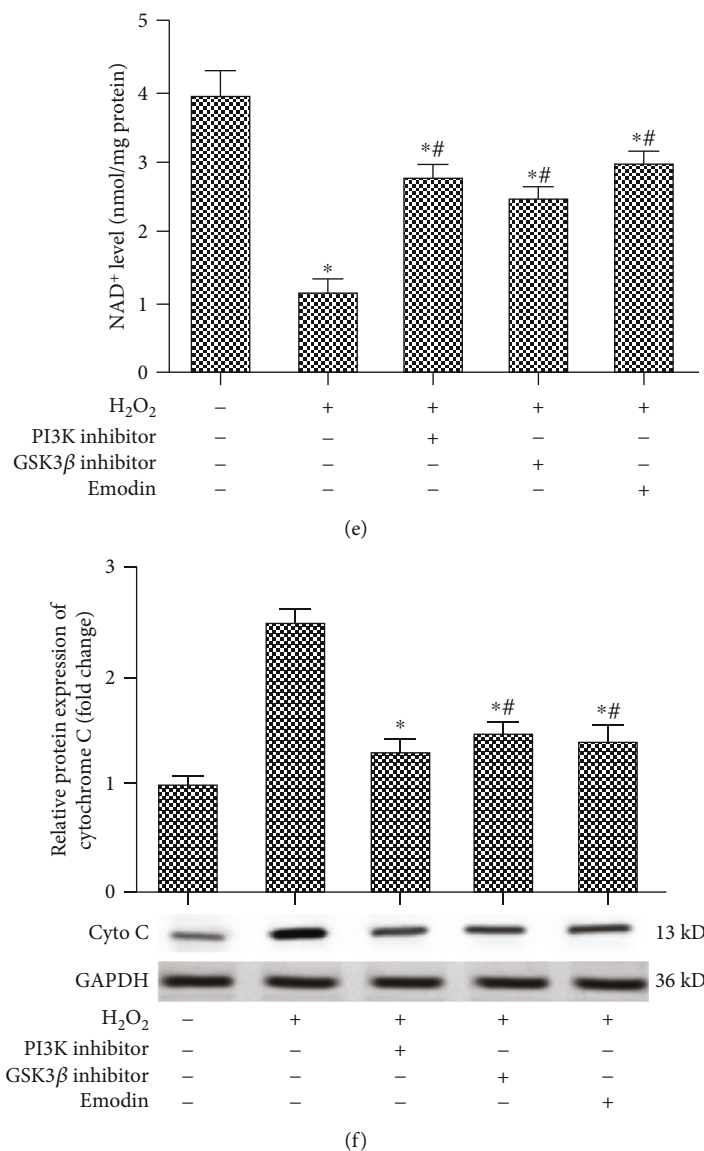 5
4
3
2
1
0
NAD⁺ level (nmol/mg protein)
*
*#
*#
*#
H₂O₂ – + + + +
PI3K inhibitor – – + – –
GSK3β inhibitor – – – + –
Emodin – – – – +
(e)
3
2
1
0
Relative protein expression of
cytochrome C (fold change)
*
*#
*#
Cyto C 13 kD
GAPDH 36 kD
H₂O₂ – + + + +
PI3K inhibitor – – + – –
GSK3β inhibitor – – – + –
Emodin – – – – +
(f)